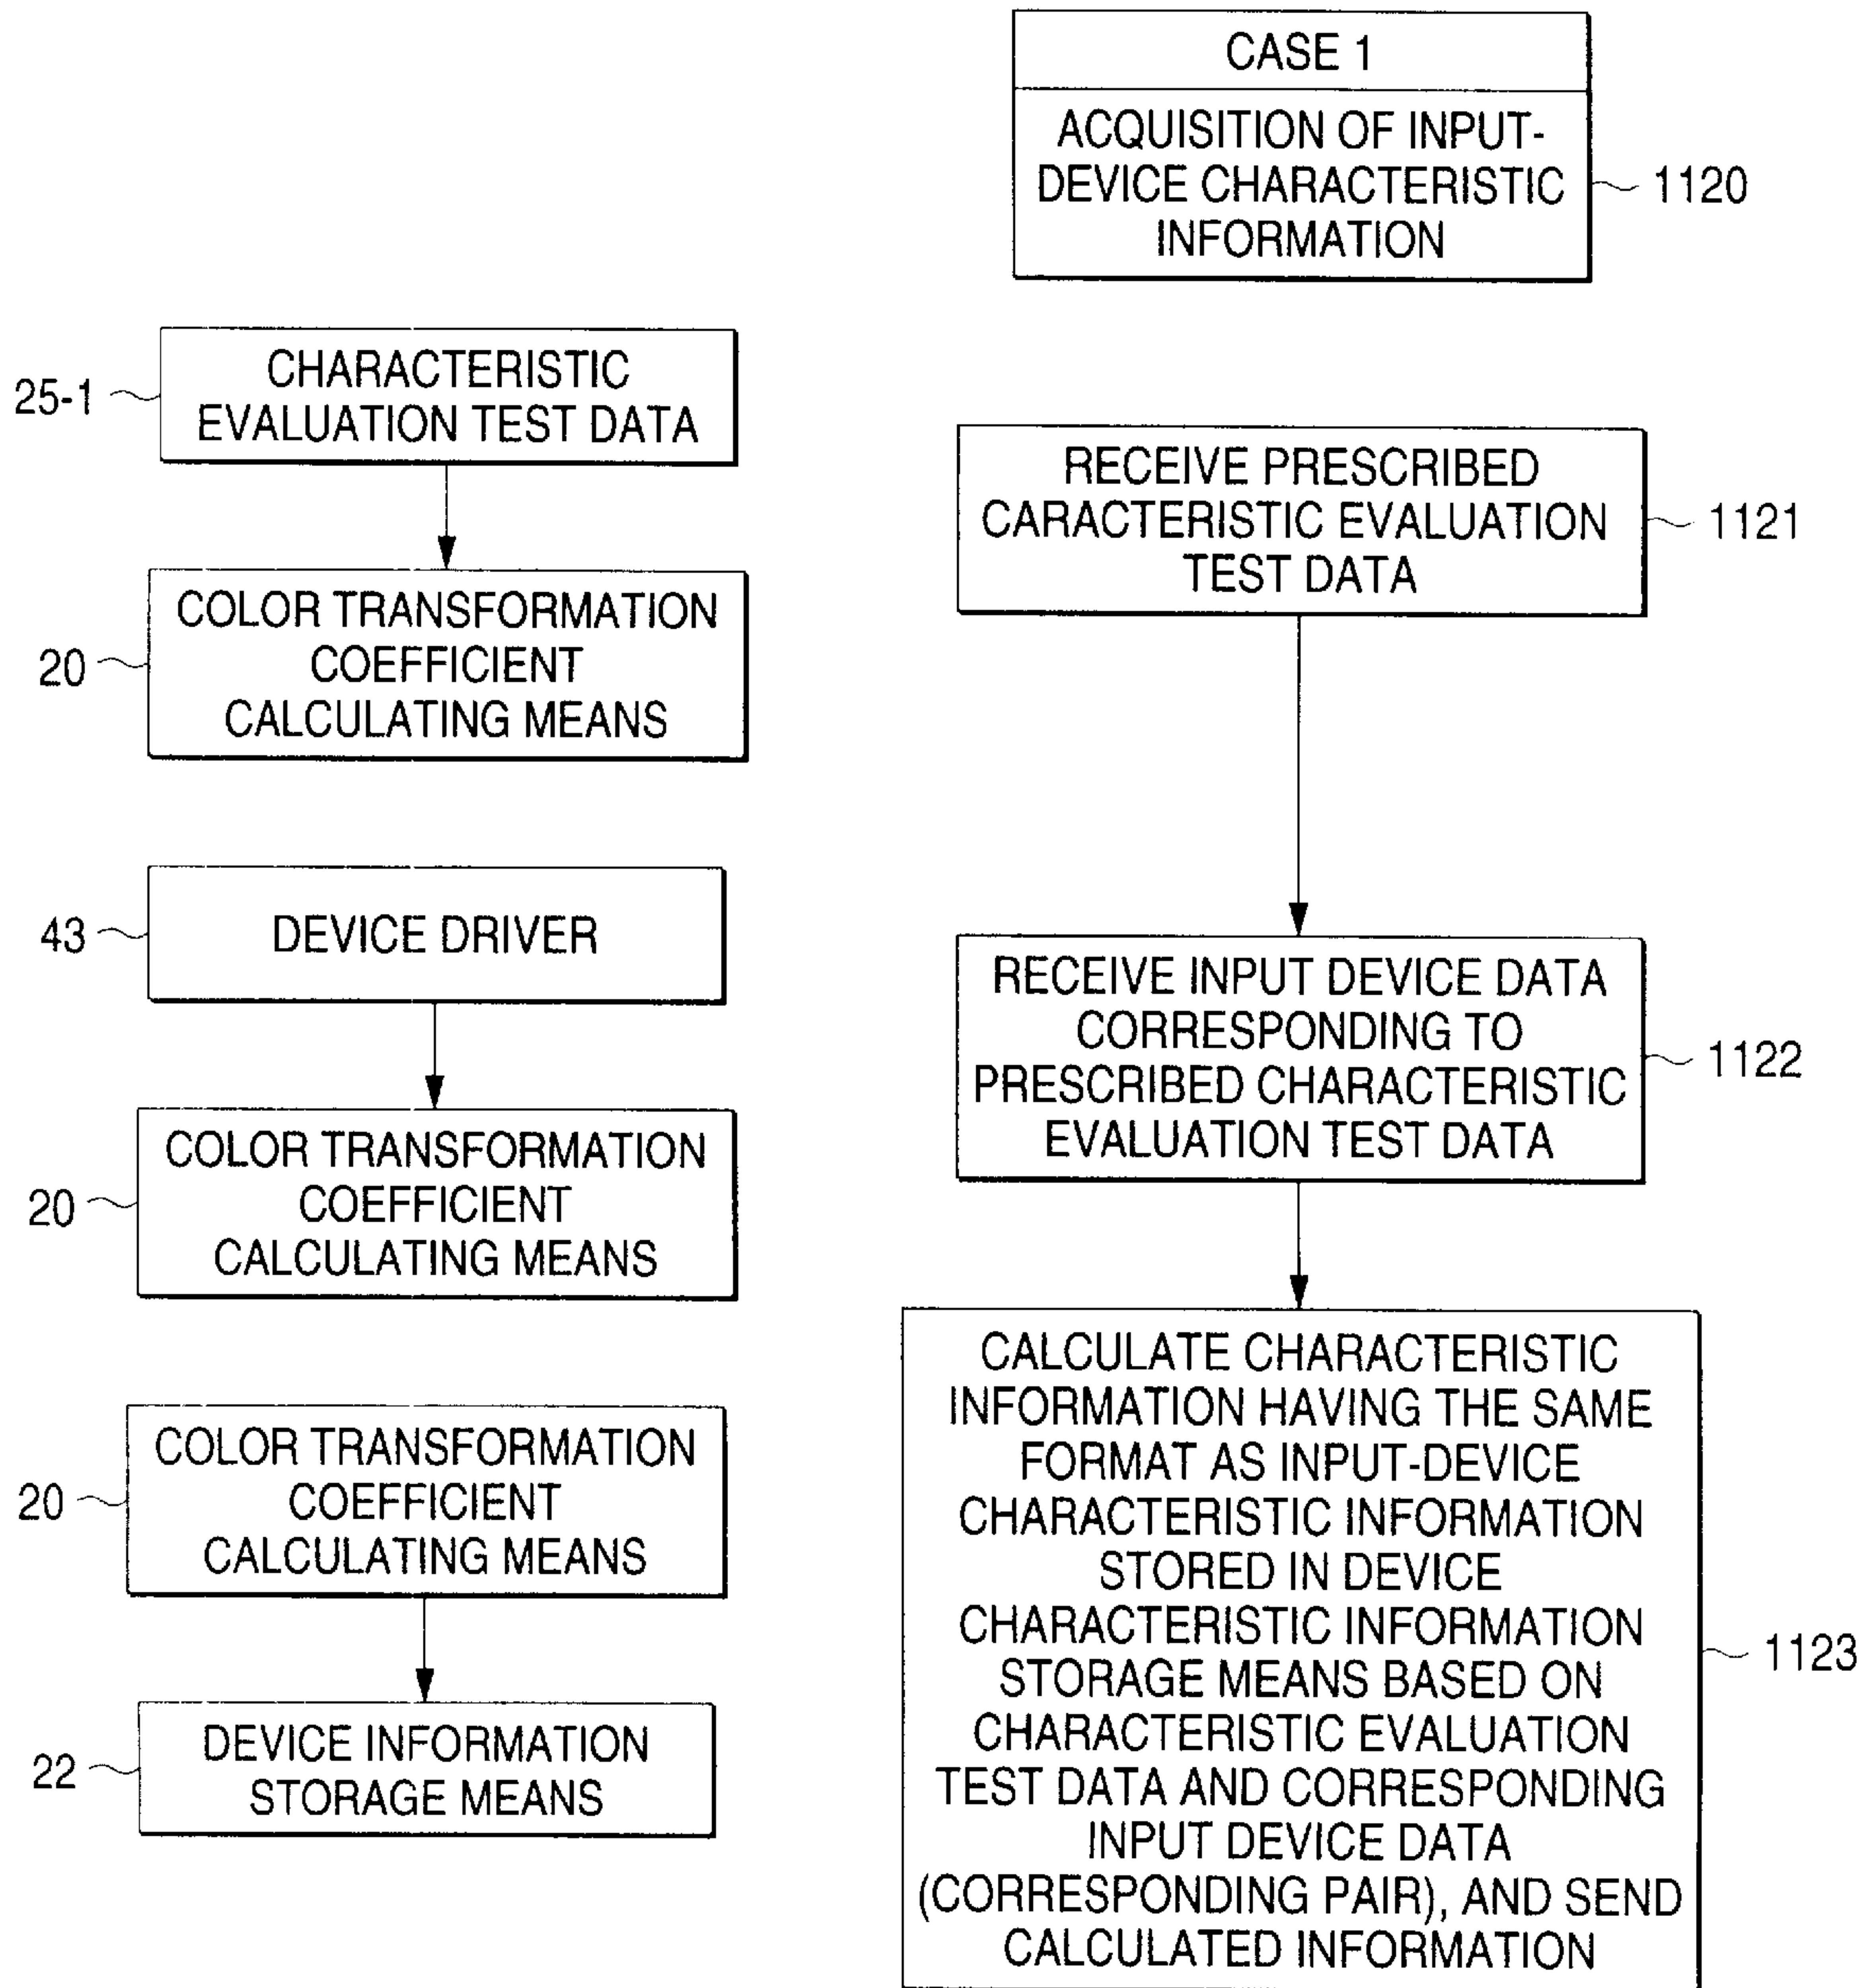 CASE 1
ACQUISITION OF INPUT-
DEVICE CHARACTERISTIC
INFORMATION
1120
25-1
CHARACTERISTIC
EVALUATION TEST DATA
20
COLOR TRANSFORMATION
COEFFICIENT
CALCULATING MEANS
RECEIVE PRESCRIBED
CARACTERISTIC EVALUATION
TEST DATA
1121
43
DEVICE DRIVER
20
COLOR TRANSFORMATION
COEFFICIENT
CALCULATING MEANS
RECEIVE INPUT DEVICE DATA
CORRESPONDING TO
PRESCRIBED CHARACTERISTIC
EVALUATION TEST DATA
1122
20
COLOR TRANSFORMATION
COEFFICIENT
CALCULATING MEANS
22
DEVICE INFORMATION
STORAGE MEANS
CALCULATE CHARACTERISTIC
INFORMATION HAVING THE SAME
FORMAT AS INPUT-DEVICE
CHARACTERISTIC INFORMATION
STORED IN DEVICE
CHARACTERISTIC INFORMATION
STORAGE MEANS BASED ON
CHARACTERISTIC EVALUATION
TEST DATA AND CORRESPONDING
INPUT DEVICE DATA
(CORRESPONDING PAIR), AND SEND
CALCULATED INFORMATION
1123